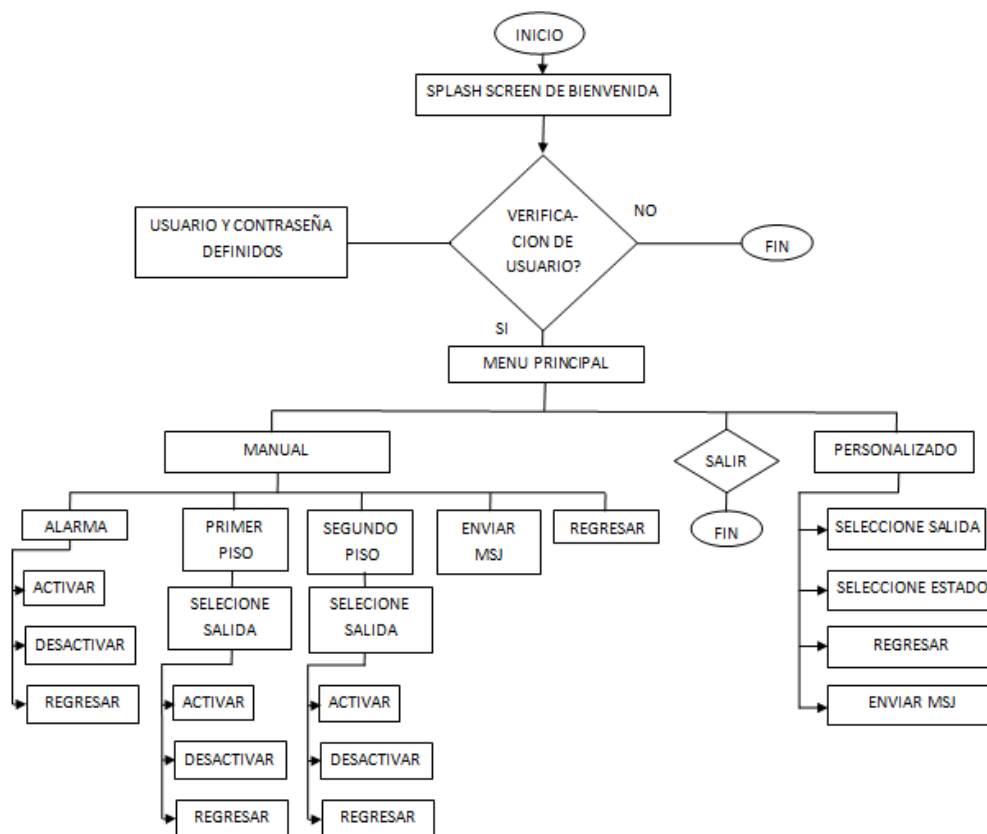 INICIO
SPLASH SCREEN DE BIENVENIDA
USUARIO Y CONTRASEÑA
DEFINIDOS
VERIFICA-
CION DE
USUARIO?
NO
FIN
SI
MENU PRINCIPAL
MANUAL
SALIR
PERSONALIZADO
ALARMA
PRIMER
PISO
SEGUNDO
PISO
ENVIAR
MSJ
REGRESAR
FIN
SELECCIONE SALIDA
ACTIVAR
SELECIONE
SALIDA
SELECIONE
SALIDA
SELECCIONE ESTADO
DESACTIVAR
REGRESAR
REGRESAR
ACTIVAR
ACTIVAR
ENVIAR MSJ
DESACTIVAR
DESACTIVAR
REGRESAR
REGRESAR